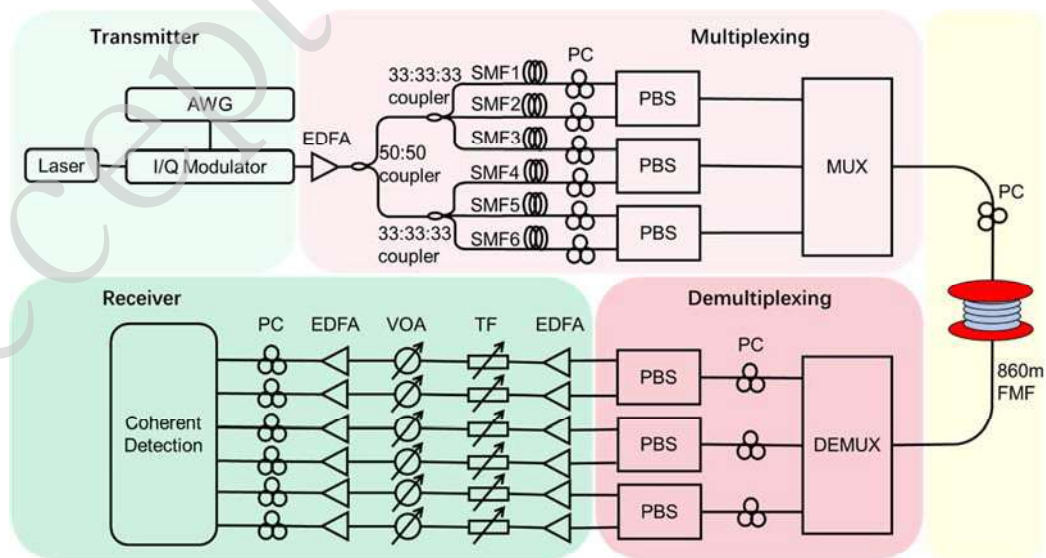 Transmitter
Multiplexing
PC
33:33:33
coupler
SMF1
SMF2
SMF3
SMF4
SMF5
SMF6
AWG
EDFA
Laser
I/Q Modulator
50:50
coupler
33:33:33
coupler
PBS
PBS
PBS
MUX
PC
860m
FMF
Receiver
Demultiplexing
PC
EDFA
VOA
TF
EDFA
PC
Coherent
Detection
PBS
PBS
PBS
DEMUX
ccept